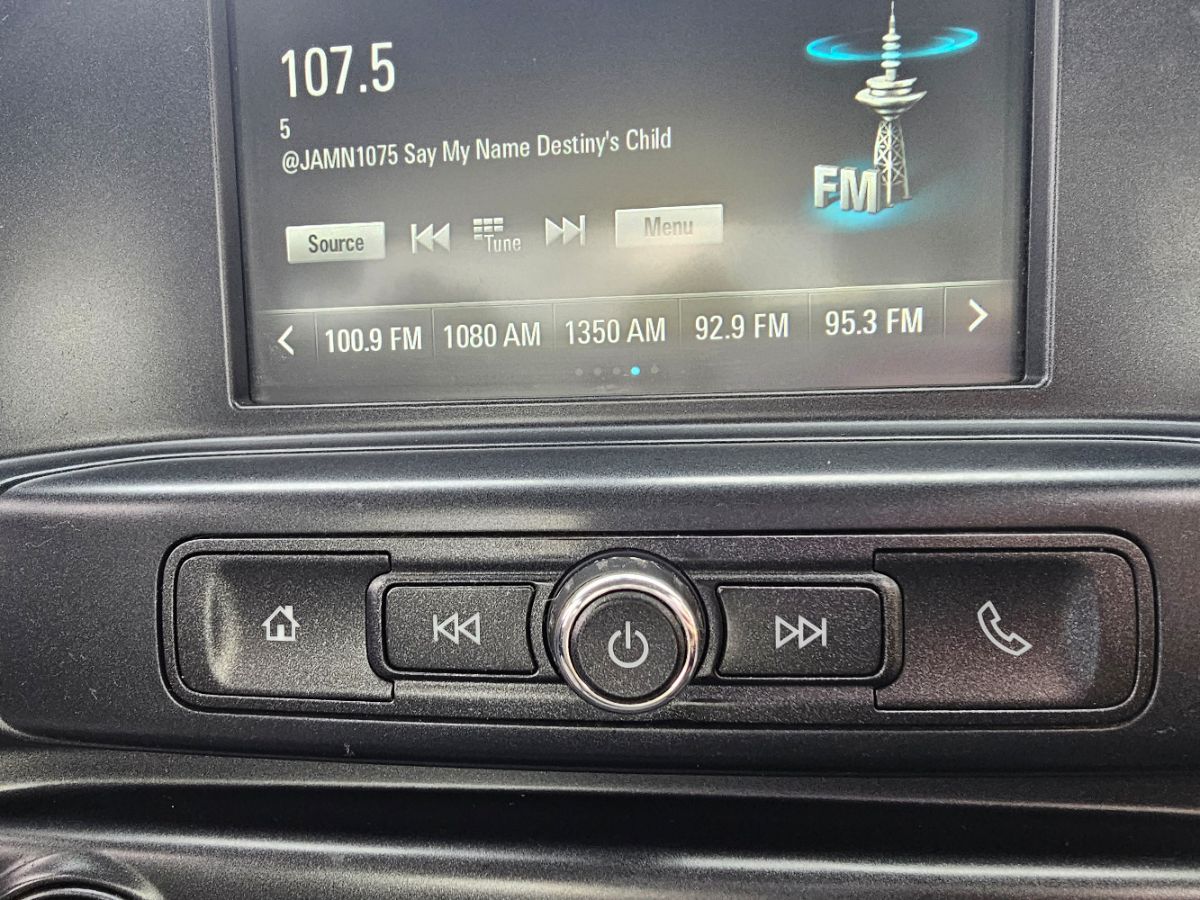 107.5
5
@JAMN1075 Say My Name Destiny's Child
FM
Source Tune Menu
100.9 FM 1080 AM 1350 AM 92.9 FM 95.3 FM